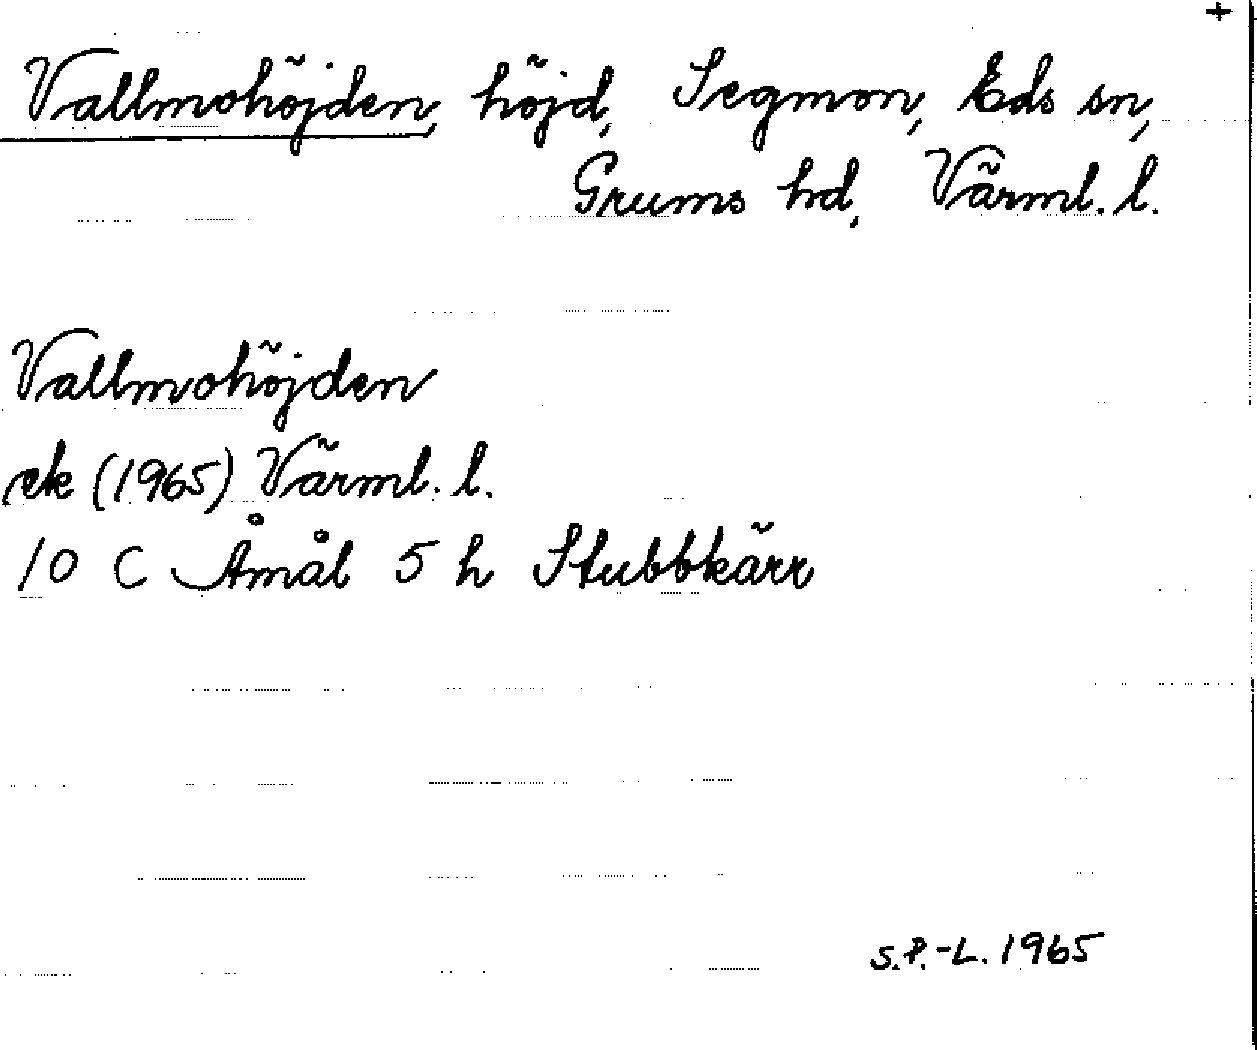 +
Vallmohöjden, höjd, Segmon, Eds sn,
Grums hd, Värml. l.
Vallmohöjden
ek (1965) Värml. l.
10 C Åmål 5 h Stubbkärr
S.P.-L. 1965